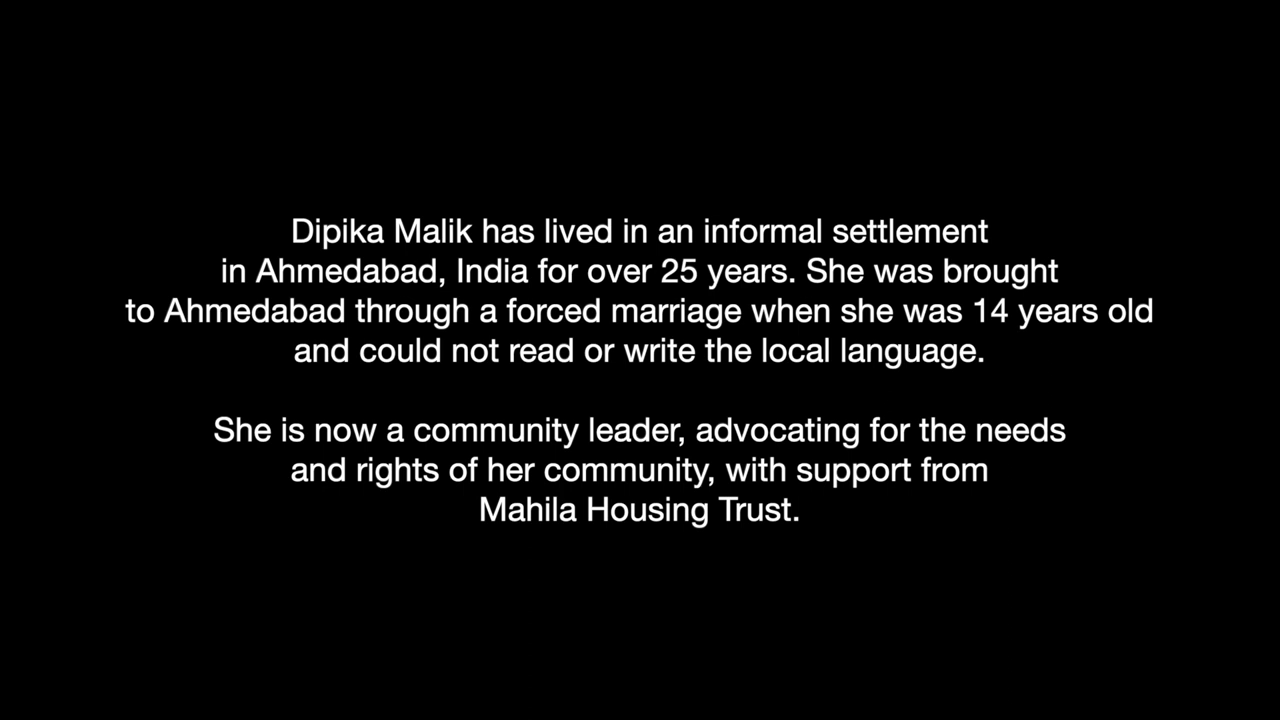 Dipika Malik has lived in an informal settlement
in Ahmedabad, India for over 25 years. She was brought
to Ahmedabad through a forced marriage when she was 14 years old
and could not read or write the local language.
She is now a community leader, advocating for the needs
and rights of her community, with support from
Mahila Housing Trust.